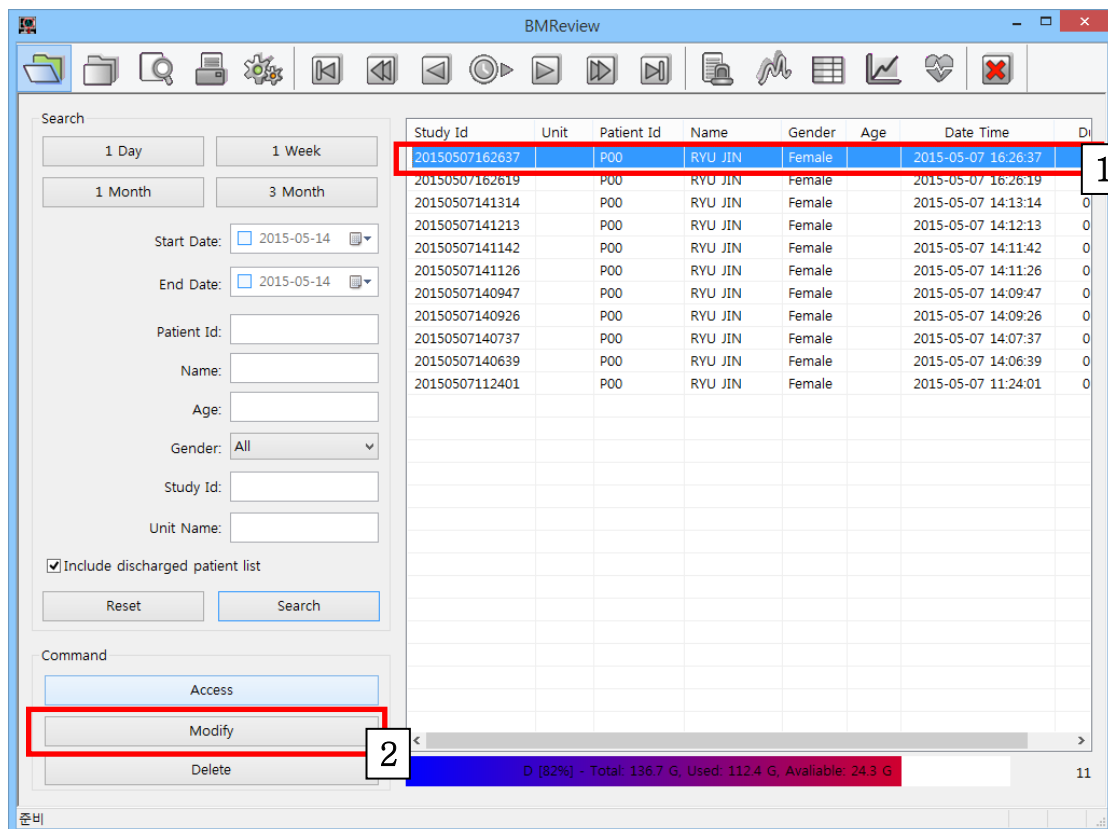 BMReview
Search
1 Day 1 Week
1 Month 3 Month
Start Date: 2015-05-14
End Date: 2015-05-14
Patient Id:
Name:
Age:
Gender: All
Study Id:
Unit Name:
Include discharged patient list
Reset Search
Command
Access
Modify
2
Delete
Study Id Unit Patient Id Name Gender Age Date Time
20150507162637 P00 RYU JIN Female 2015-05-07 16:26:37
1
20150507162619 P00 RYU JIN Female 2015-05-07 16:26:19
20150507141314 P00 RYU JIN Female 2015-05-07 14:13:14 0
20150507141213 P00 RYU JIN Female 2015-05-07 14:12:13 0
20150507141142 P00 RYU JIN Female 2015-05-07 14:11:42 0
20150507141126 P00 RYU JIN Female 2015-05-07 14:11:26 0
20150507140947 P00 RYU JIN Female 2015-05-07 14:09:47 0
20150507140926 P00 RYU JIN Female 2015-05-07 14:09:26 0
20150507140737 P00 RYU JIN Female 2015-05-07 14:07:37 0
20150507140639 P00 RYU JIN Female 2015-05-07 14:06:39 0
20150507112401 P00 RYU JIN Female 2015-05-07 11:24:01 0
D [82%] - Total: 136.7 G, Used: 112.4 G, Avaliable: 24.3 G
11
준비